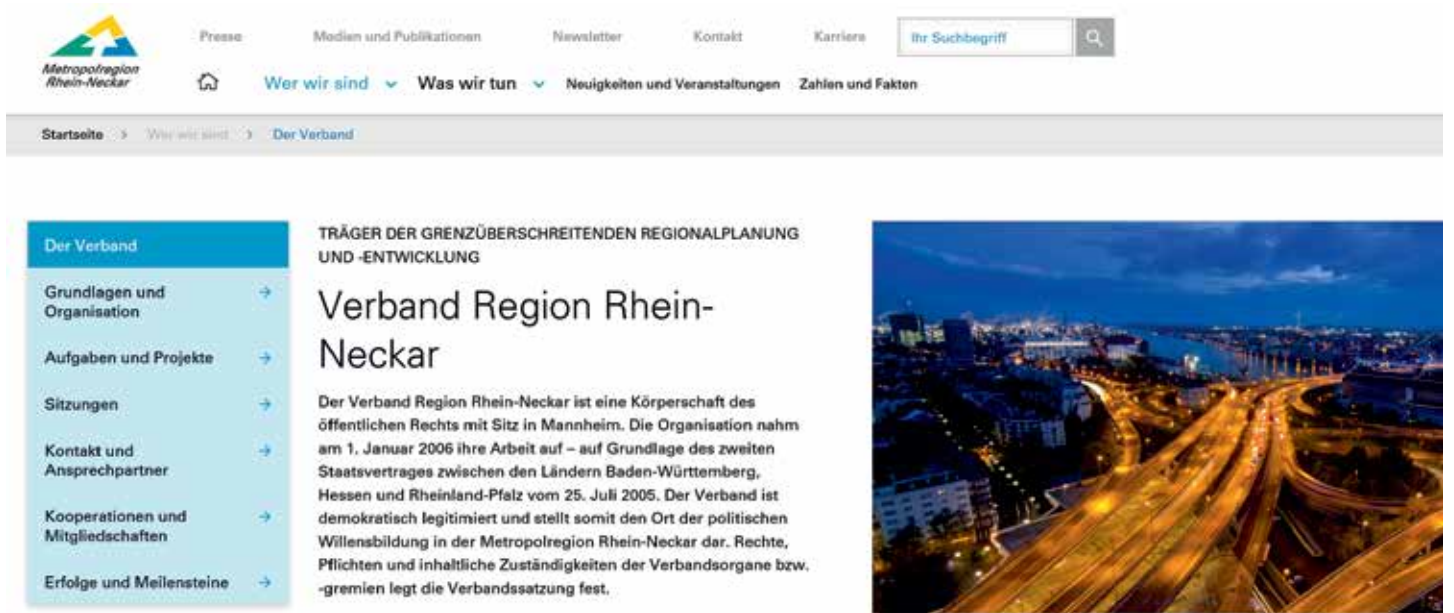 Presse
Medien und Publikationen
Newsletter
Kontakt
Karriere
Ihr Suchbegriff
Metropolregion
Rhein-Neckar
Wer wir sind
Was wir tun
Neuigkeiten und Veranstaltungen
Zahlen und Fakten
Startseite > Wer wir sind > Der Verband
Der Verband
Grundlagen und
Organisation
Aufgaben und Projekte
Sitzungen
Kontakt und
Ansprechpartner
Kooperationen und
Mitgliedschaften
Erfolge und Meilensteine
TRÄGER DER GRENZÜBERSCHREITENDEN REGIONALPLANUNG
UND -ENTWICKLUNG
Verband Region Rhein-
Neckar
Der Verband Region Rhein-Neckar ist eine Körperschaft des
öffentlichen Rechts mit Sitz in Mannheim. Die Organisation nahm
am 1. Januar 2006 ihre Arbeit auf – auf Grundlage des zweiten
Staatsvertrages zwischen den Ländern Baden-Württemberg,
Hessen und Rheinland-Pfalz vom 25. Juli 2005. Der Verband ist
demokratisch legitimiert und stellt somit den Ort der politischen
Willensbildung in der Metropolregion Rhein-Neckar dar. Rechte,
Pflichten und inhaltliche Zuständigkeiten der Verbandsorgane bzw.
-gremien legt die Verbandssatzung fest.